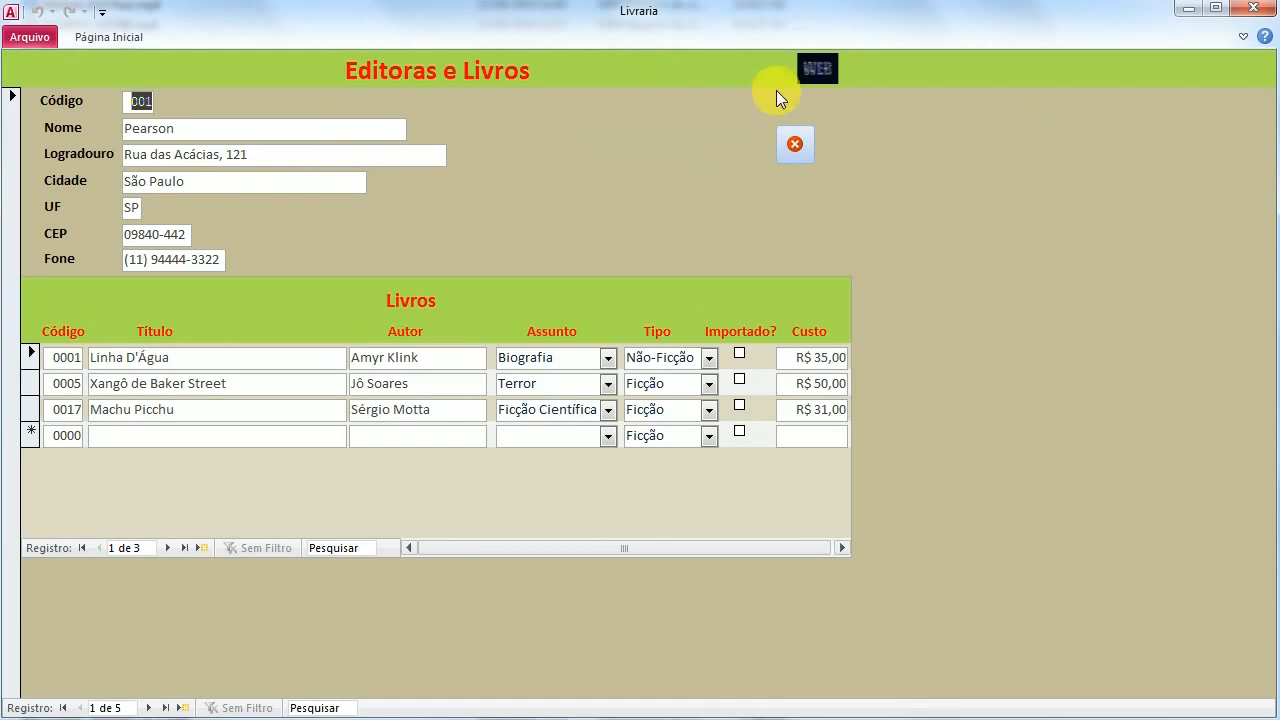 Livraria
Arquivo Página Inicial
Editoras e Livros WEB
Código 001
Nome Pearson
Logradouro Rua das Acácias, 121
Cidade São Paulo
UF SP
CEP 09840-442
Fone (11) 94444-3322
Livros
Código Título Autor Assunto Tipo Importado? Custo
0001 Linha D'Água Amyr Klink Biografia Não-Ficção R$ 35,00
0005 Xangô de Baker Street Jô Soares Terror Ficção R$ 50,00
0017 Machu Picchu Sérgio Motta Ficção Científica Ficção R$ 31,00
0000 Ficção
Registro: 1 de 3 Sem Filtro Pesquisar
Registro: 1 de 5 Sem Filtro Pesquisar